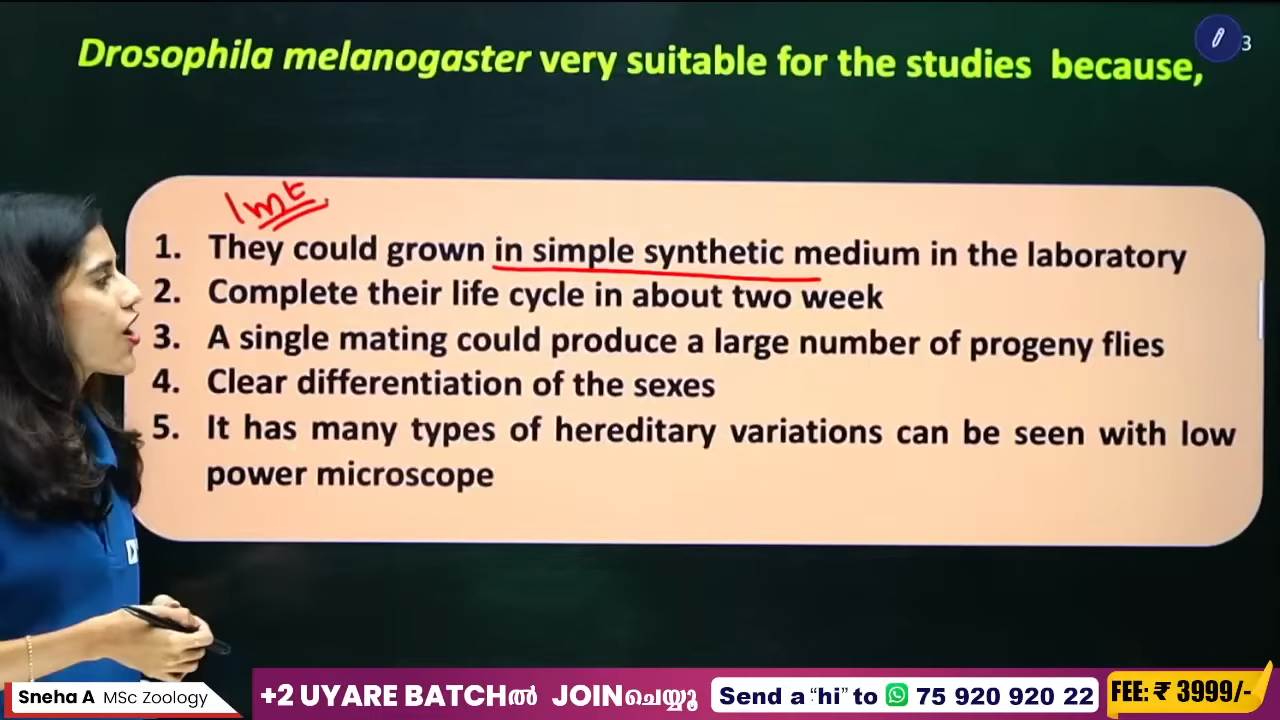 Drosophila melanogaster very suitable for the studies because,
3
Imt
1. They could grown in simple synthetic medium in the laboratory
2. Complete their life cycle in about two week
3. A single mating could produce a large number of progeny flies
4. Clear differentiation of the sexes
5. It has many types of hereditary variations can be seen with low
power microscope
Sneha A MSc Zoology
+2 UYARE BATCHൽ JOINചെയ്യൂ
Send a “hi” to 75 920 920 22
FEE: ₹ 3999/-